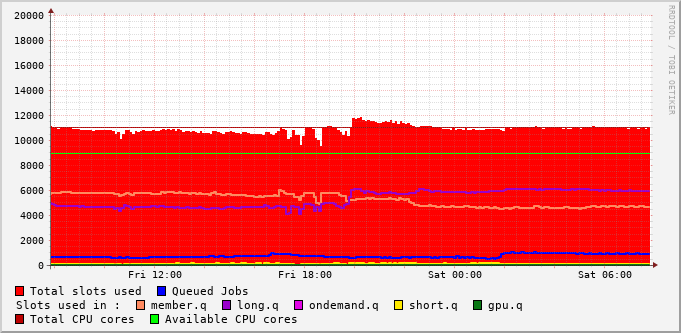 RRDTOOL / TOBI OETIKER
20000
18000
16000
14000
12000
10000
8000
6000
4000
2000
0
Fri 12:00 Fri 18:00 Sat 00:00 Sat 06:00
Total slots used Queued Jobs
Slots used in : member.q long.q ondemand.q short.q gpu.q
Total CPU cores Available CPU cores